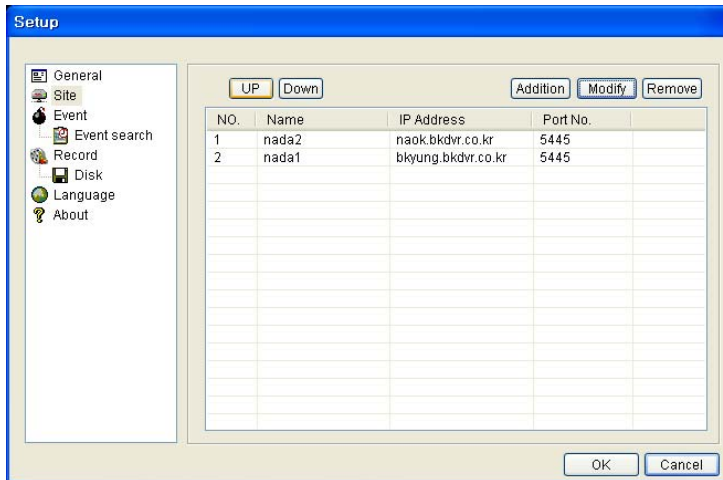 Setup
General
Site
Event
Event search
Record
Disk
Language
About
UP Down Addition Modify Remove
NO. Name IP Address Port No.
1 nada2 naok.bkdvr.co.kr 5445
2 nada1 bkyung.bkdvr.co.kr 5445
OK Cancel